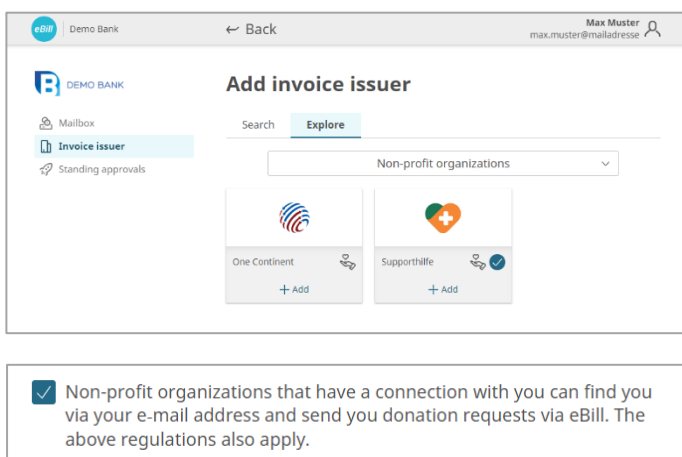 eBill Demo Bank
← Back
Max Muster
max.muster@mailadresse
DEMO BANK
Mailbox
Invoice issuer
Standing approvals
Add invoice issuer
Search Explore
Non-profit organizations
One Continent
+ Add
Supporthilfe
+ Add
Non-profit organizations that have a connection with you can find you
via your e-mail address and send you donation requests via eBill. The
above regulations also apply.